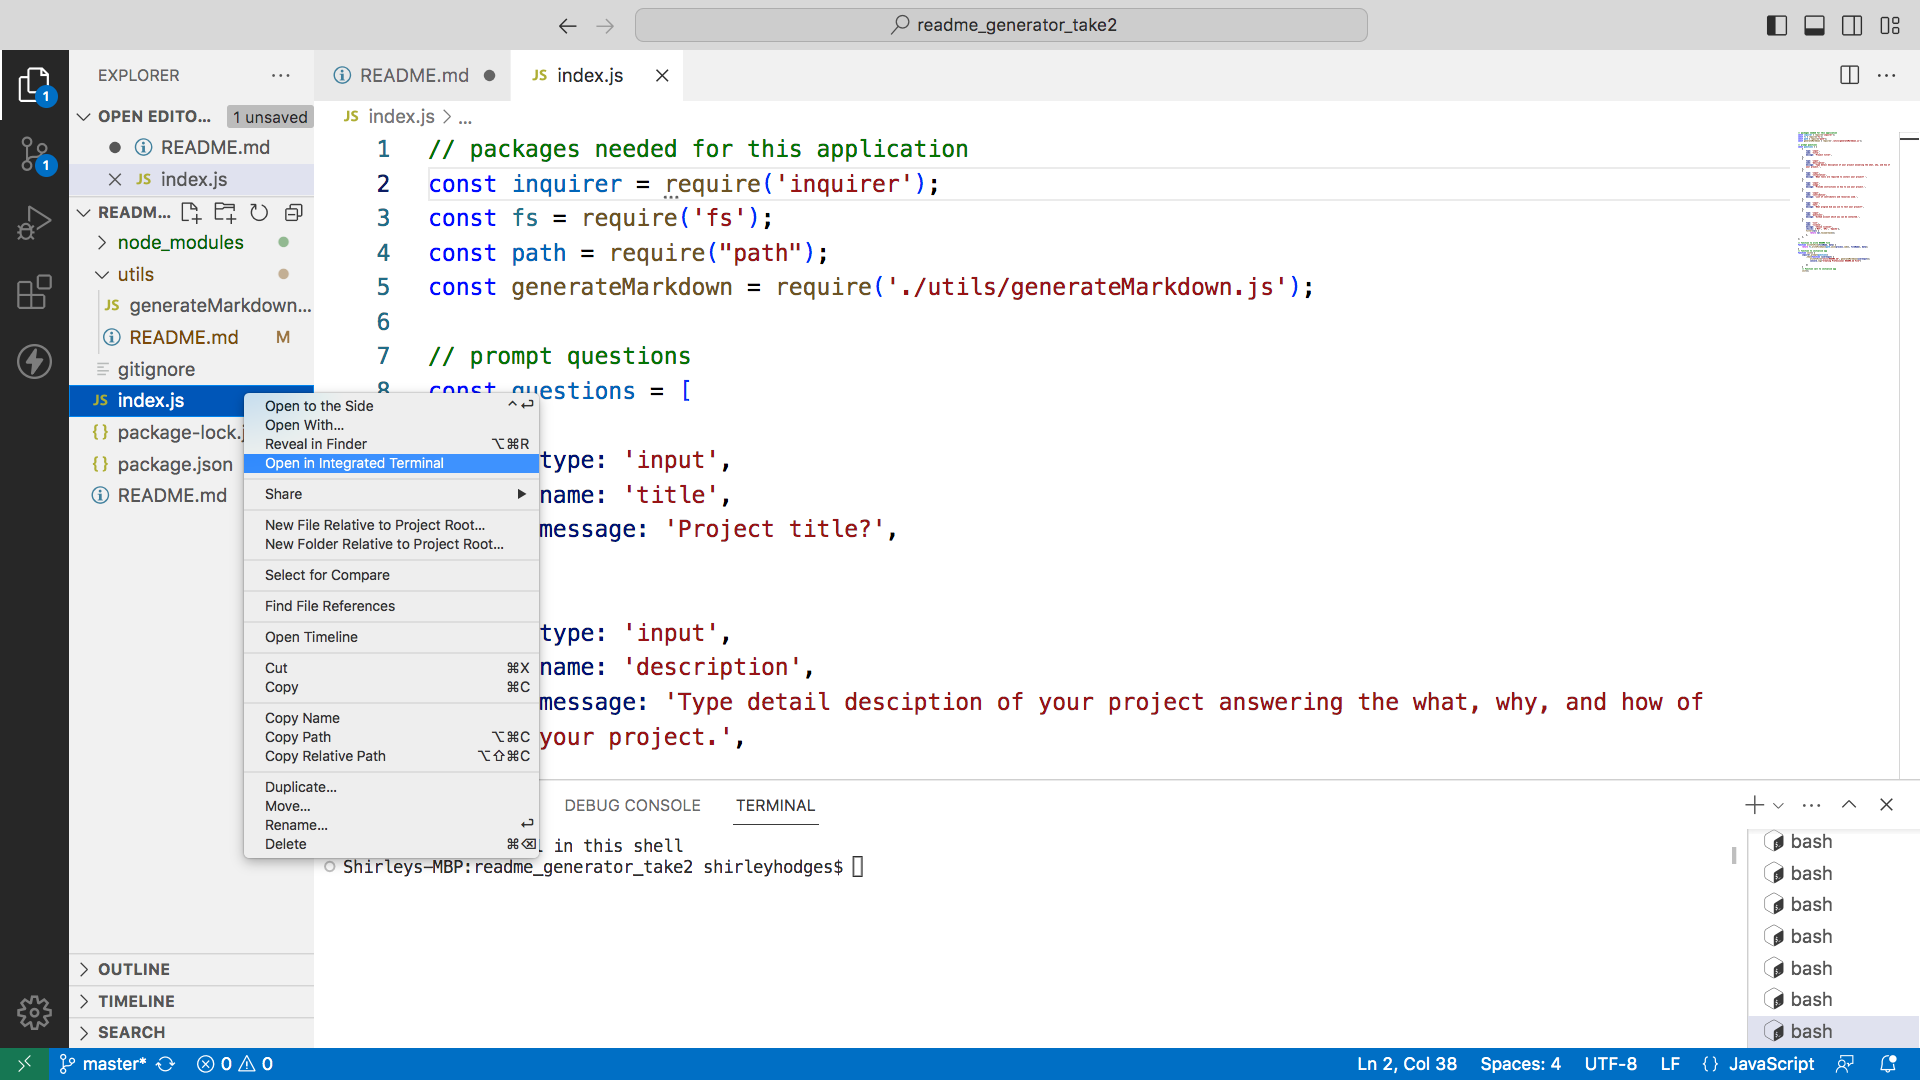 readme_generator_take2
EXPLORER
README.md
JS index.js
OPEN EDITO...
1 unsaved
README.md
JS index.js
READM...
node_modules
utils
JS generateMarkdown...
README.md M
gitignore
JS index.js
{} package-lock.j
{} package.json
README.md
OUTLINE
TIMELINE
SEARCH
1
1
JS index.js > ...
1 // packages needed for this application
2 const inquirer = require('inquirer');
3 const fs = require('fs');
4 const path = require("path");
5 const generateMarkdown = require('./utils/generateMarkdown.js');
6
7 // prompt questions
8 const questions = [
type: 'input',
name: 'title',
message: 'Project title?',
type: 'input',
name: 'description',
message: 'Type detail desciption of your project answering the what, why, and how of
your project.',
Open to the Side ^⏎
Open With...
Reveal in Finder ⌥⌘R
Open in Integrated Terminal
Share
New File Relative to Project Root...
New Folder Relative to Project Root...
Select for Compare
Find File References
Open Timeline
Cut ⌘X
Copy ⌘C
Copy Name
Copy Path ⌥⌘C
Copy Relative Path ⌥⇧⌘C
Duplicate...
Move...
Rename... ⏎
Delete ⌘⌫
DEBUG CONSOLE
TERMINAL
in this shell
Shirleys-MBP:readme_generator_take2 shirleyhodges$
bash
bash
bash
bash
bash
bash
bash
master* 0 0
Ln 2, Col 38
Spaces: 4
UTF-8
LF
{} JavaScript